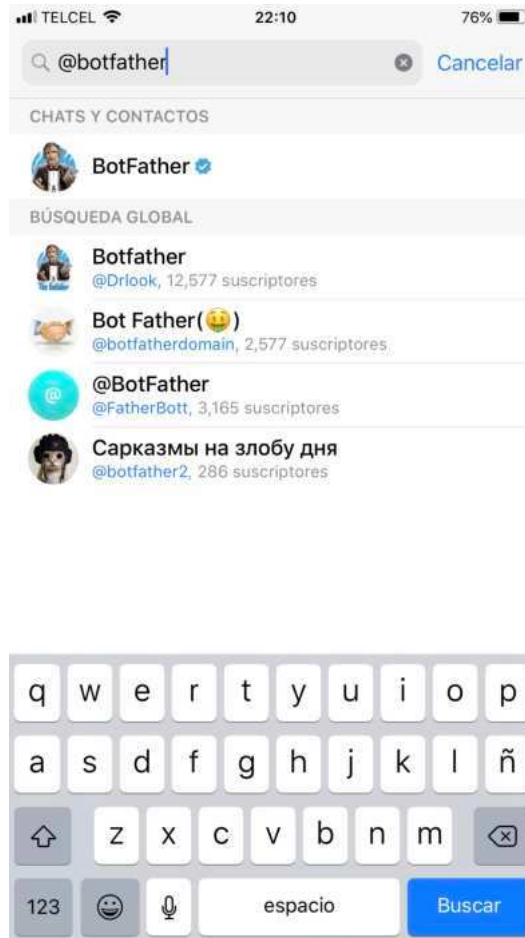 TELCEL 22:10 76%
@botfather Cancelar
CHATS Y CONTACTOS
BotFather
BÚSQUEDA GLOBAL
Botfather
@Drlook, 12,577 suscriptores
Bot Father(🤑)
@botfatherdomain, 2,577 suscriptores
@
@BotFather
@FatherBott, 3,165 suscriptores
Сарказмы на злобу дня
@botfather2, 286 suscriptores
q w e r t y u i o p
a s d f g h j k l ñ
z x c v b n m
123 espacio Buscar